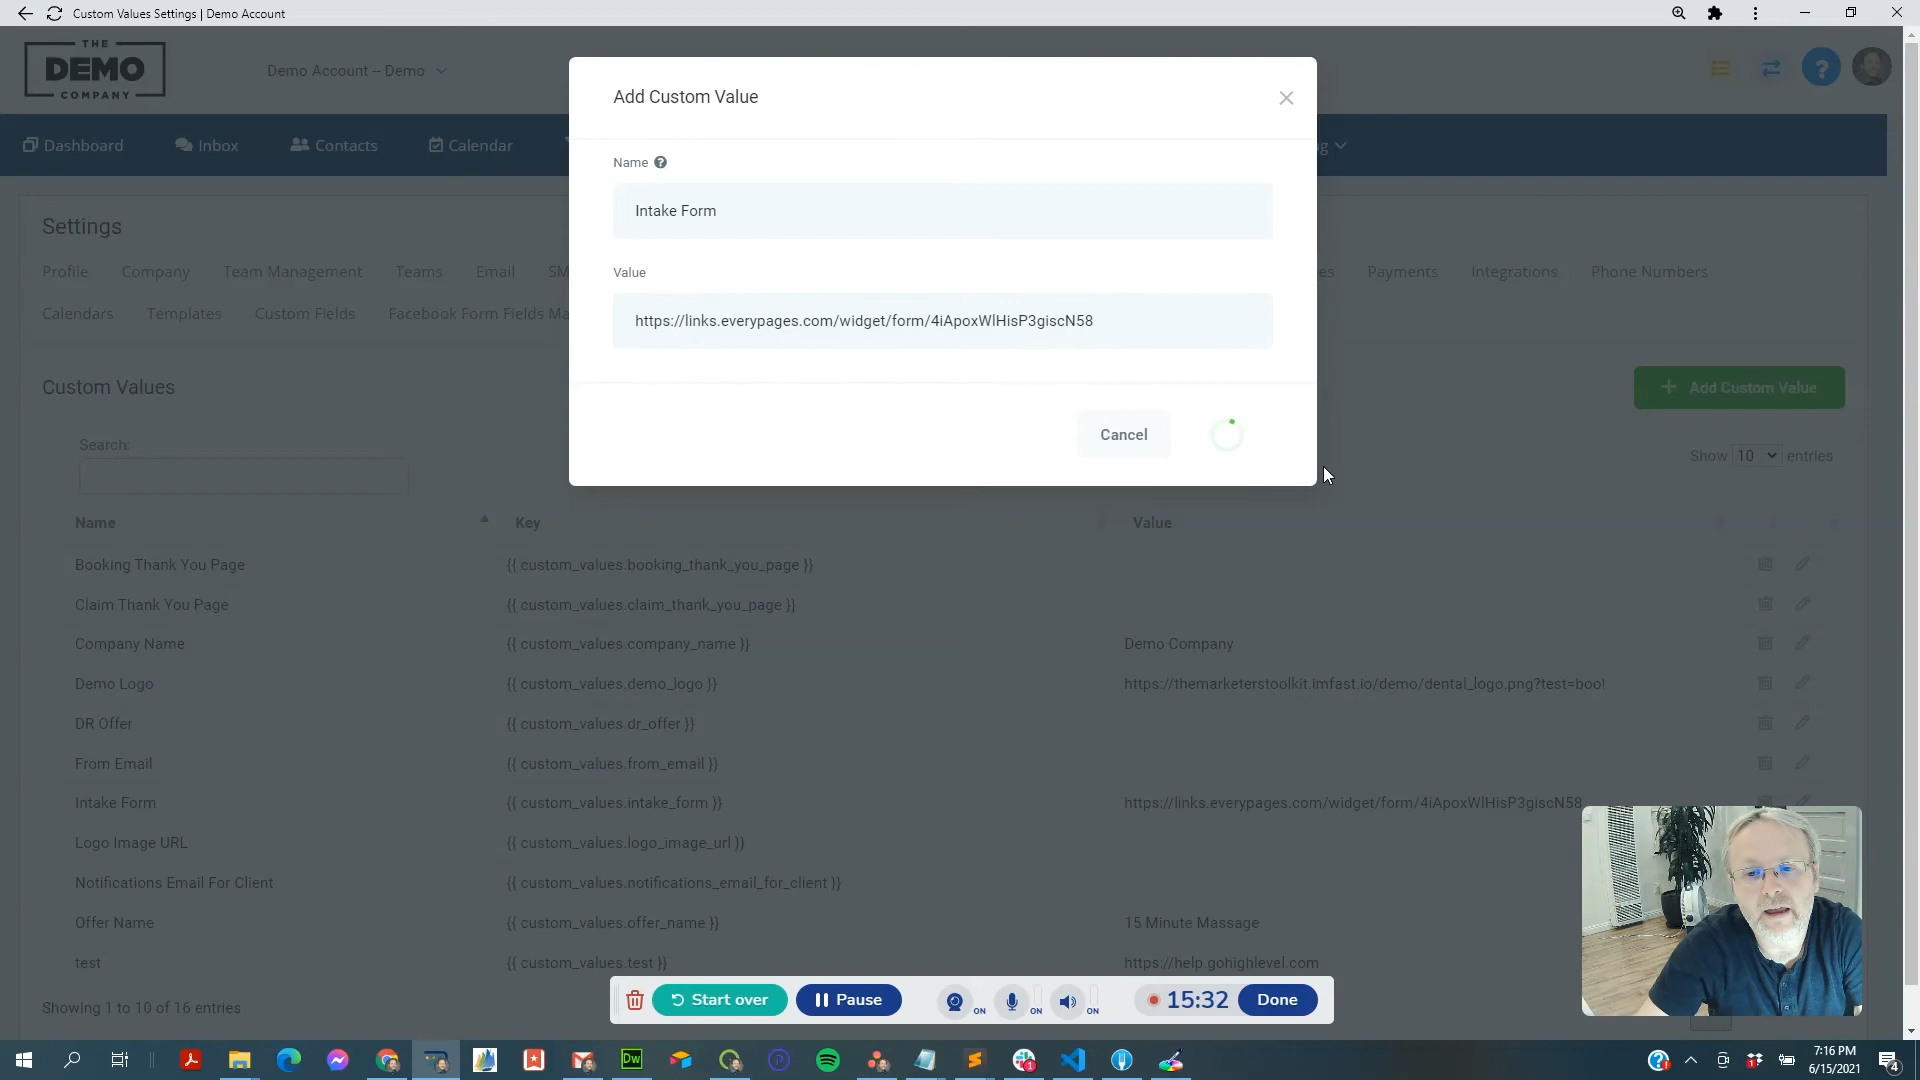 Custom Values Settings | Demo Account
THE
DEMO
COMPANY
Demo Account -- Demo
?
Dashboard
Inbox
Contacts
Calendar
g
Settings
Profile
Company
Team Management
Teams
Email
SM
es
Payments
Integrations
Phone Numbers
Calendars
Templates
Custom Fields
Facebook Form Fields Ma
Add Custom Value
Name ?
Intake Form
Value
https://links.everypages.com/widget/form/4iApoxWlHisP3giscN58
Cancel
Custom Values
+ Add Custom Value
Search:
Show 10 entries
Name Key Value
Booking Thank You Page {{ custom_values.booking_thank_you_page }}
Claim Thank You Page {{ custom_values.claim_thank_you_page }}
Company Name {{ custom_values.company_name }} Demo Company
Demo Logo {{ custom_values.demo_logo }} https://themarketerstoolkit.imfast.io/demo/dental_logo.png?test=boo!
DR Offer {{ custom_values.dr_offer }}
From Email {{ custom_values.from_email }}
Intake Form {{ custom_values.intake_form }} https://links.everypages.com/widget/form/4iApoxWlHisP3giscN58
Logo Image URL {{ custom_values.logo_image_url }}
Notifications Email For Client {{ custom_values.notifications_email_for_client }}
Offer Name {{ custom_values.offer_name }} 15 Minute Massage
test {{ custom_values.test }} https://help.gohighlevel.com
Showing 1 to 10 of 16 entries
Start over
Pause
ON
ON
ON
15:32
Done
Dw
7:16 PM
6/15/2021
4